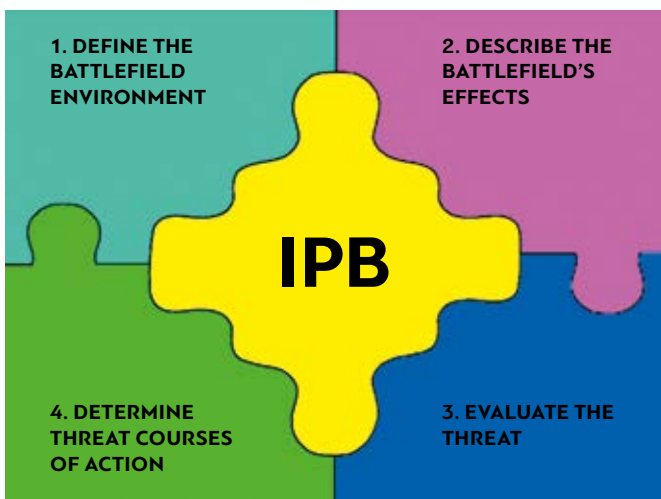 1. DEFINE THE
BATTLEFIELD
ENVIRONMENT
2. DESCRIBE THE
BATTLEFIELD'S
EFFECTS
IPB
4. DETERMINE
THREAT COURSES
OF ACTION
3. EVALUATE THE
THREAT